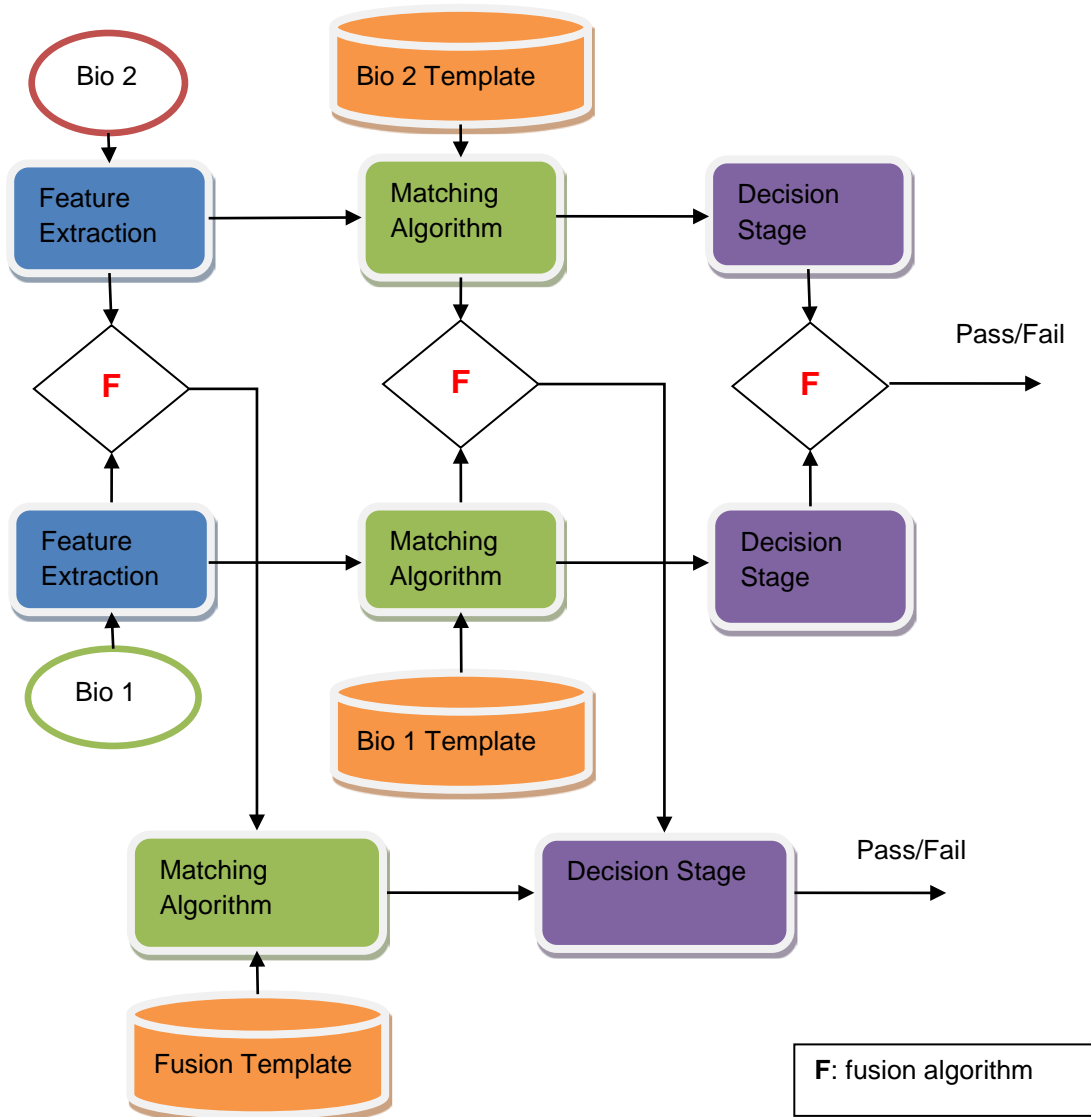 Bio 2
Bio 2 Template
Feature
Extraction
Matching
Algorithm
Decision
Stage
F
F
F
Pass/Fail
Feature
Extraction
Matching
Algorithm
Decision
Stage
Bio 1
Bio 1 Template
Matching
Algorithm
Decision Stage
Pass/Fail
Fusion Template
F: fusion algorithm